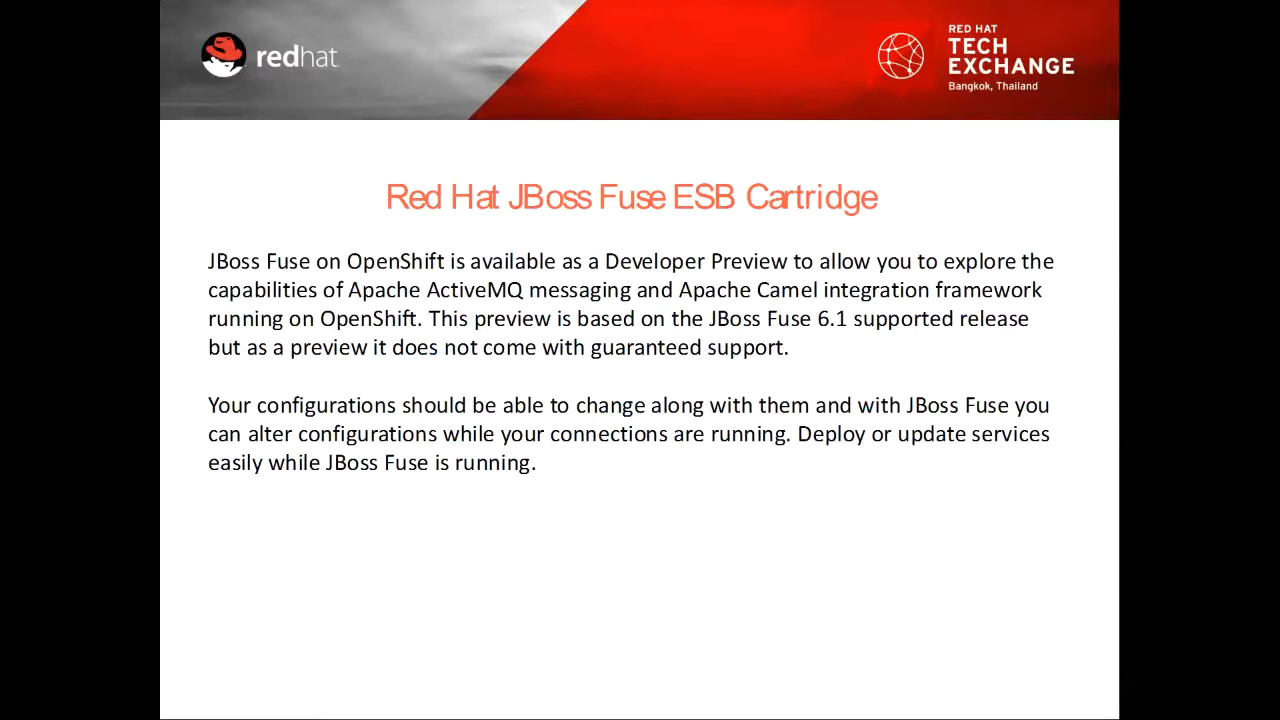 redhat
RED HAT
TECH
EXCHANGE
Bangkok, Thailand
Red Hat JBoss Fuse ESB Cartridge
JBoss Fuse on OpenShift is available as a Developer Preview to allow you to explore the
capabilities of Apache ActiveMQ messaging and Apache Camel integration framework
running on OpenShift. This preview is based on the JBoss Fuse 6.1 supported release
but as a preview it does not come with guaranteed support.
Your configurations should be able to change along with them and with JBoss Fuse you
can alter configurations while your connections are running. Deploy or update services
easily while JBoss Fuse is running.